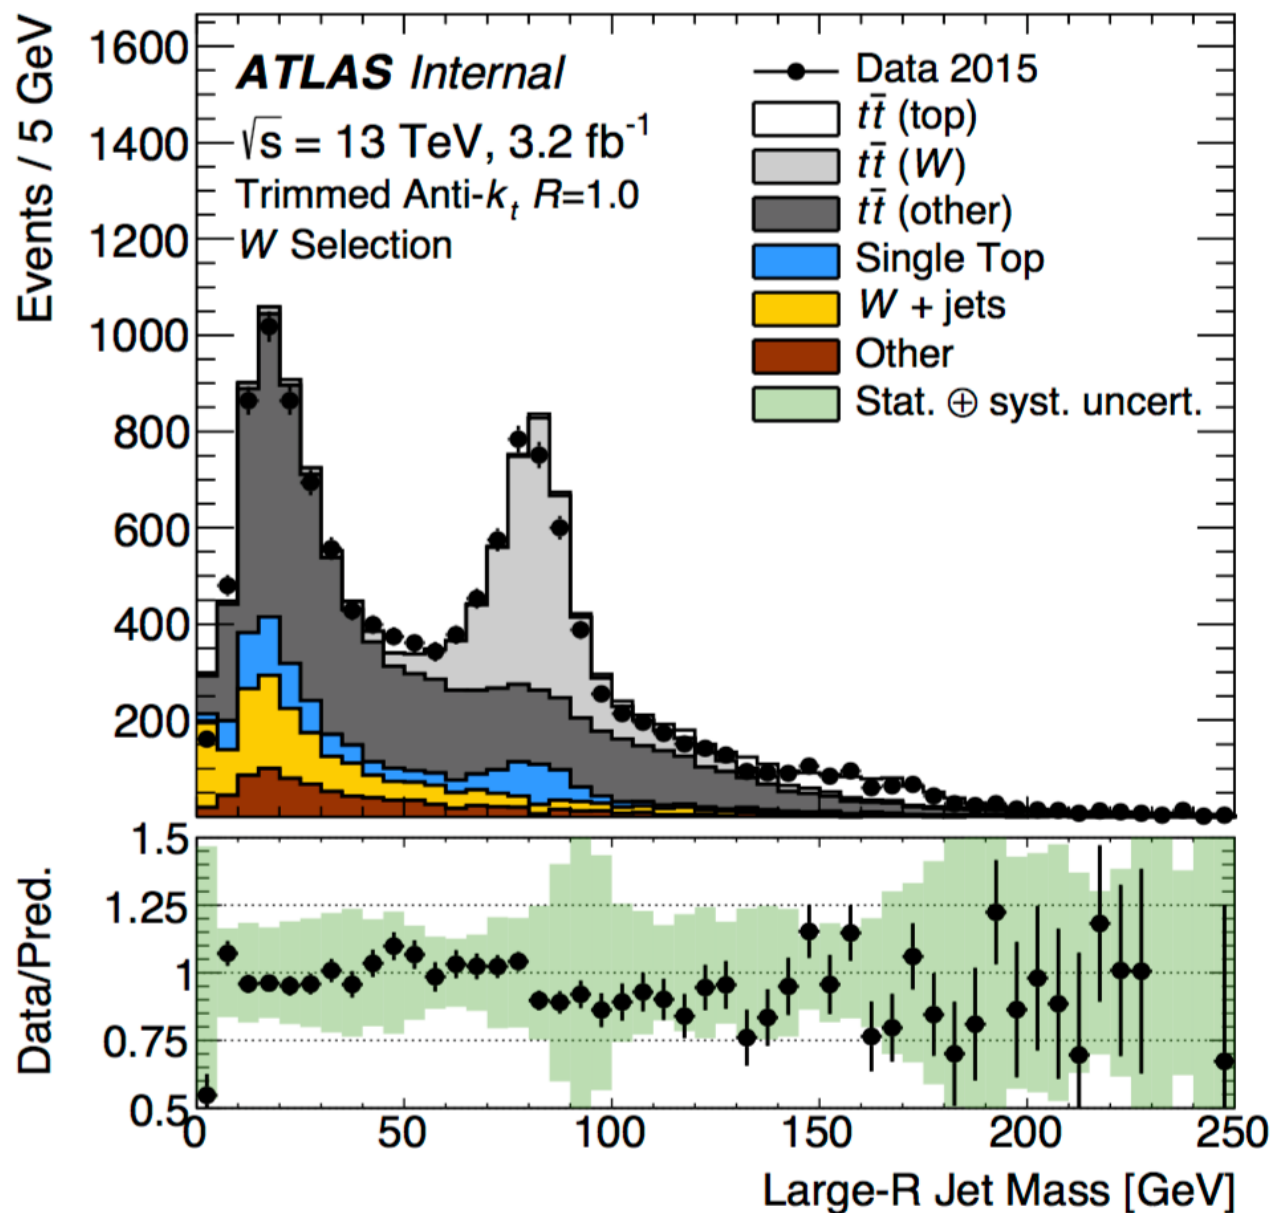 Events / 5 GeV
1600
1400
1200
1000
800
600
400
200
ATLAS Internal
√s = 13 TeV, 3.2 fb⁻¹
Trimmed Anti-kₜ R=1.0
W Selection
Data 2015
tt̄ (top)
tt̄ (W)
tt̄ (other)
Single Top
W + jets
Other
Stat. ⊕ syst. uncert.
Data/Pred.
1.5
1.25
1
0.75
0.5
0 50 100 150 200 250
Large-R Jet Mass [GeV]